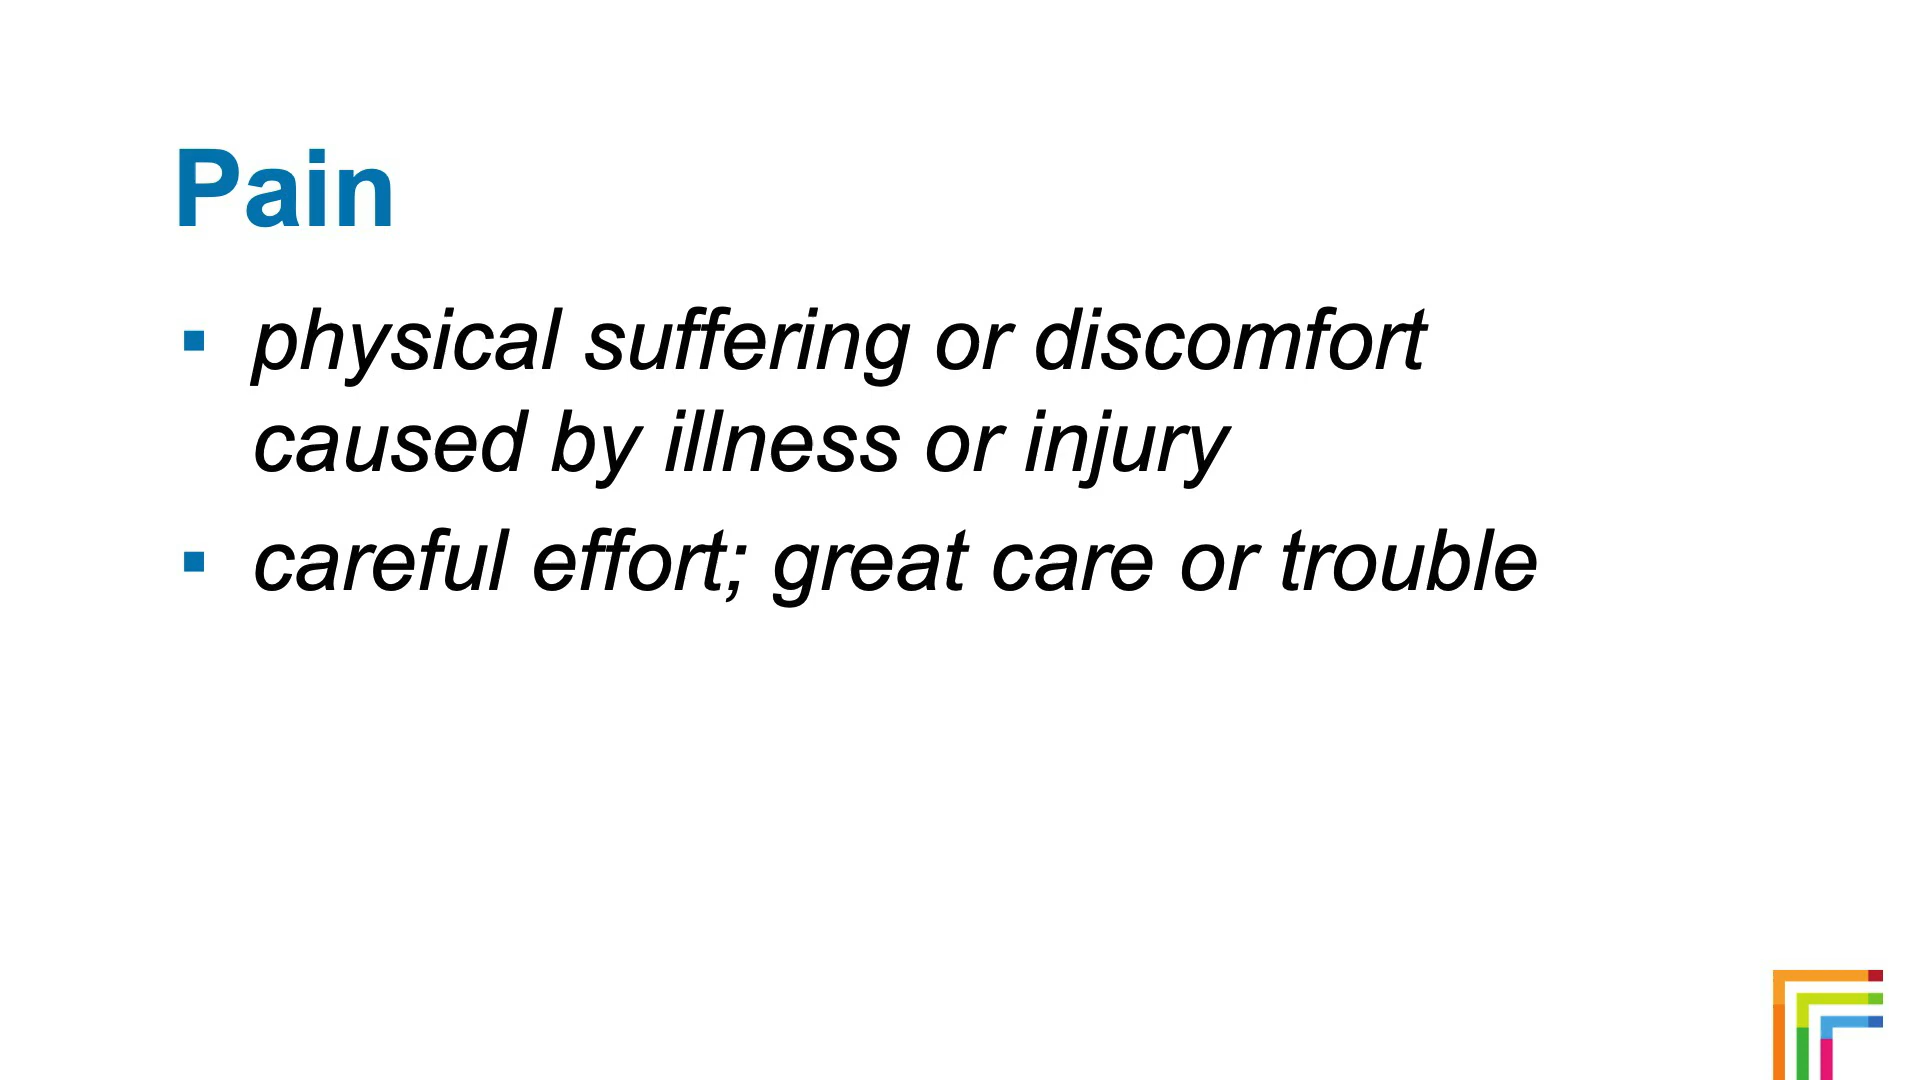 Pain
▪ physical suffering or discomfort
caused by illness or injury
▪ careful effort; great care or trouble